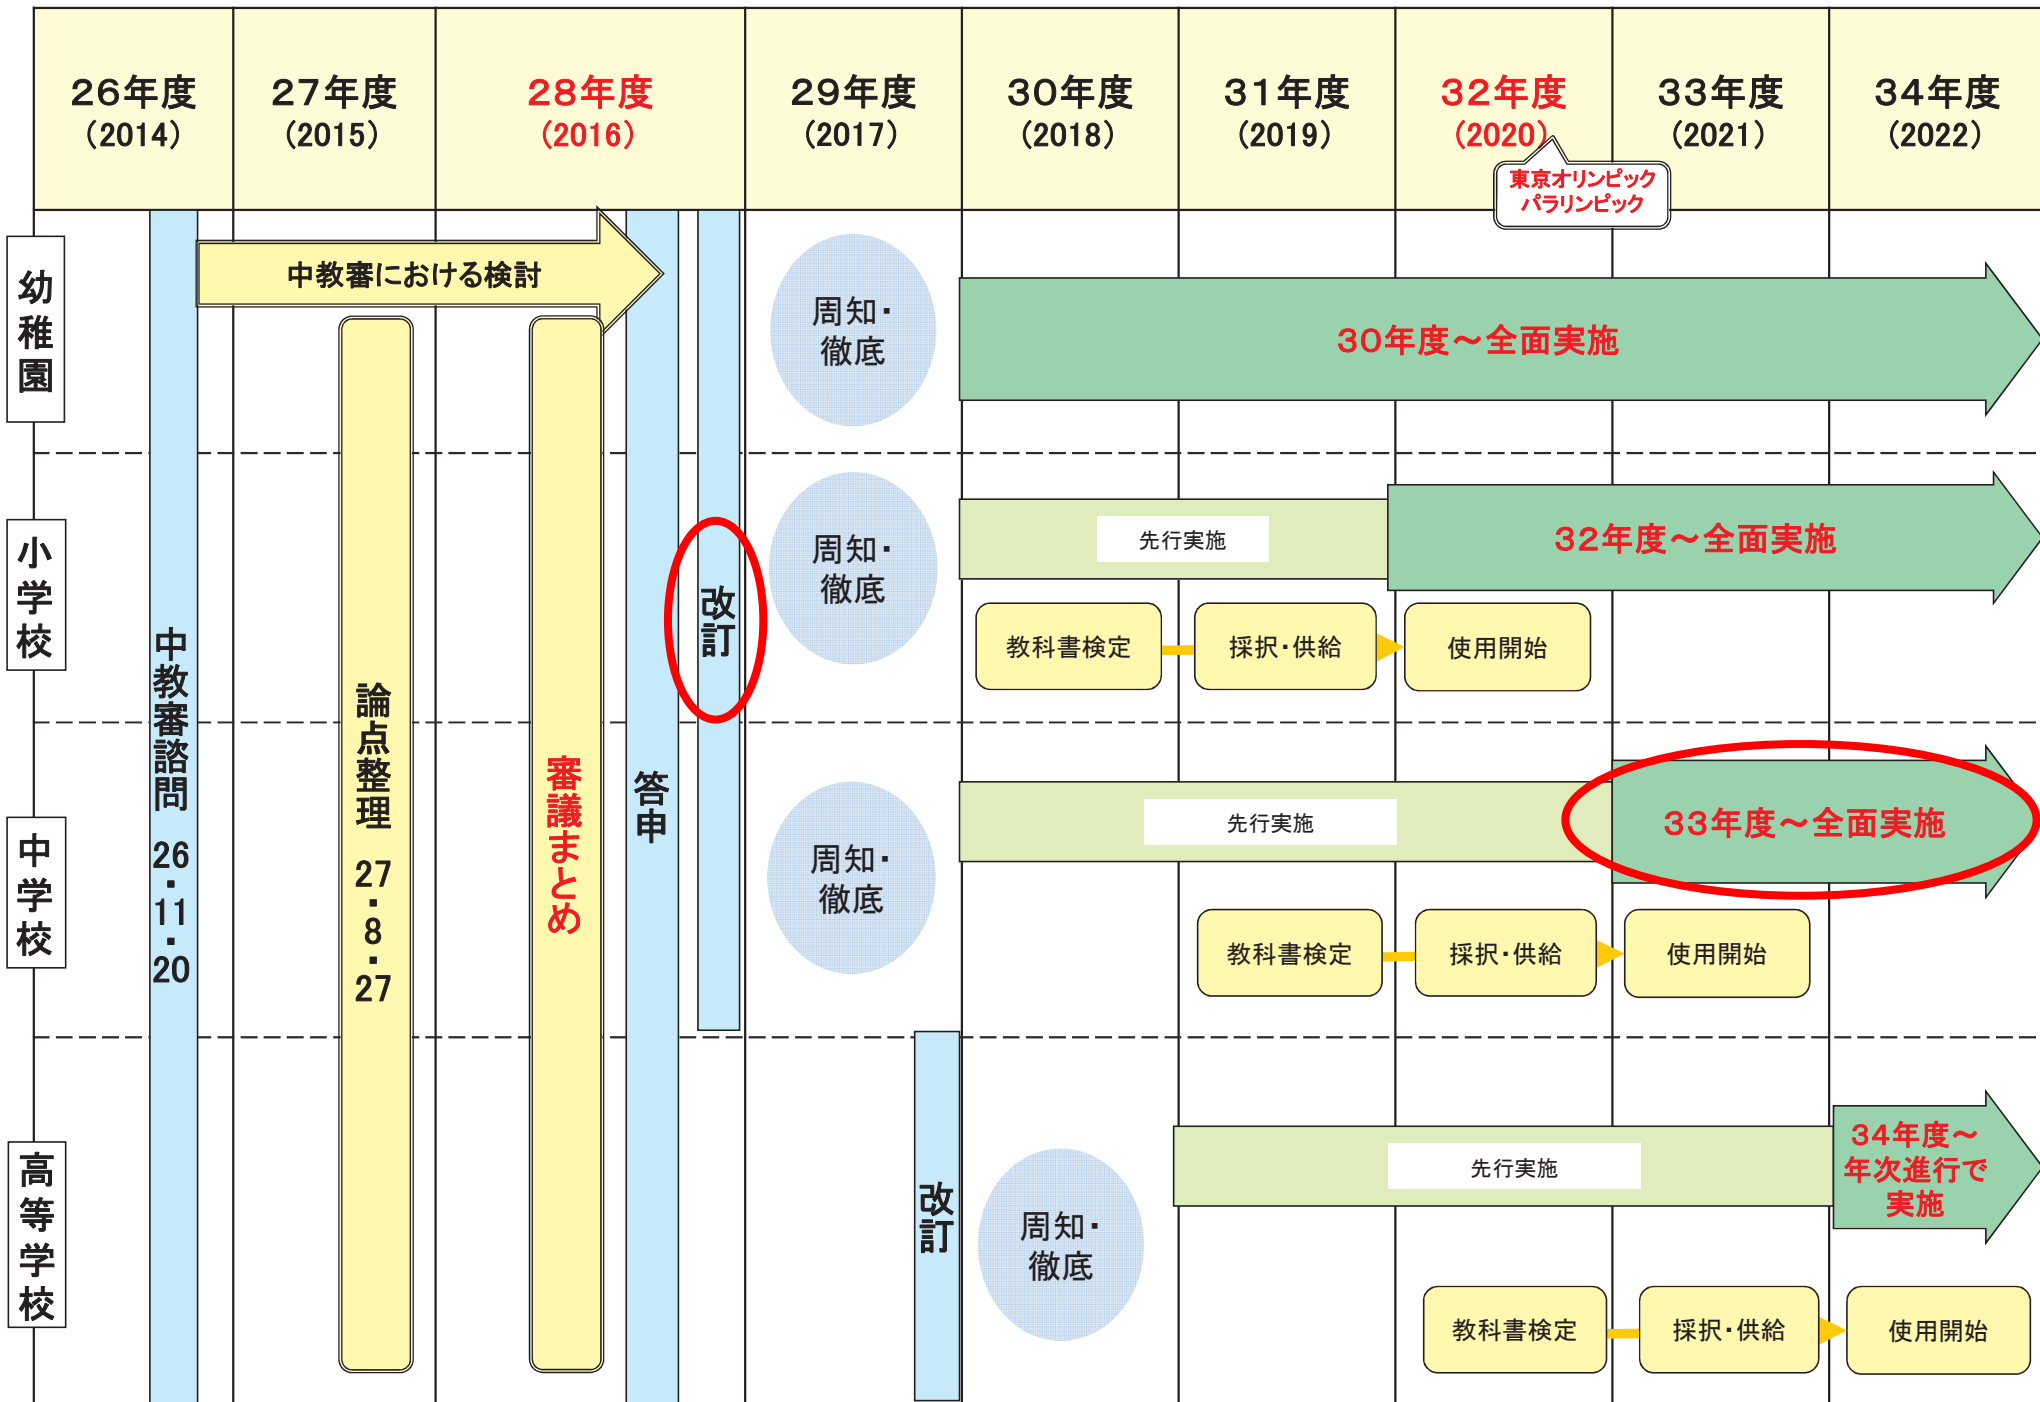 26年度
（2014）
27年度
（2015）
28年度
（2016）
29年度
（2017）
30年度
（2018）
31年度
（2019）
32年度
（2020）
33年度
（2021）
34年度
（2022）
東京オリンピック
パラリンピック
中教審諮問 26・11・20
中教審における検討
論点整理 27・8・27
審議まとめ
答申
改訂
幼稚園
周知・
徹底
30年度～全面実施
小学校
周知・
徹底
先行実施
32年度～全面実施
教科書検定
採択・供給
使用開始
中学校
周知・
徹底
先行実施
33年度～全面実施
教科書検定
採択・供給
使用開始
高等学校
改訂
周知・
徹底
先行実施
34年度～
年次進行で
実施
教科書検定
採択・供給
使用開始